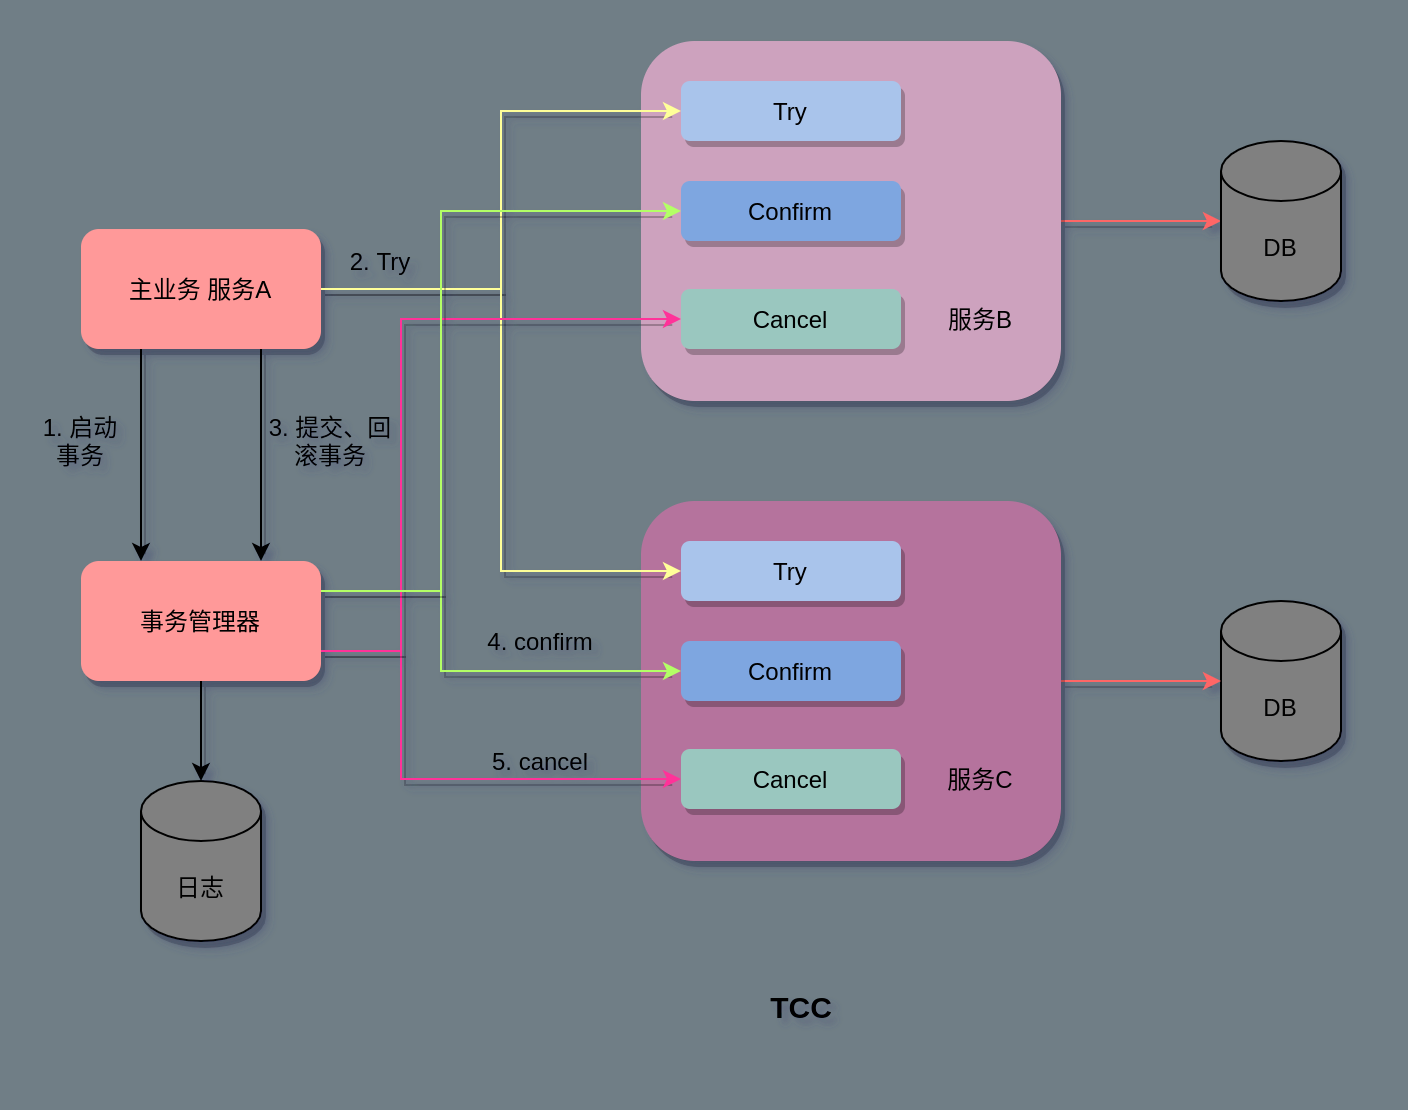 Try
Confirm
Cancel
服务B
DB
2. Try
主业务 服务A
1. 启动
事务
3. 提交、回
滚事务
事务管理器
日志
4. confirm
5. cancel
Try
Confirm
Cancel
服务C
DB
TCC